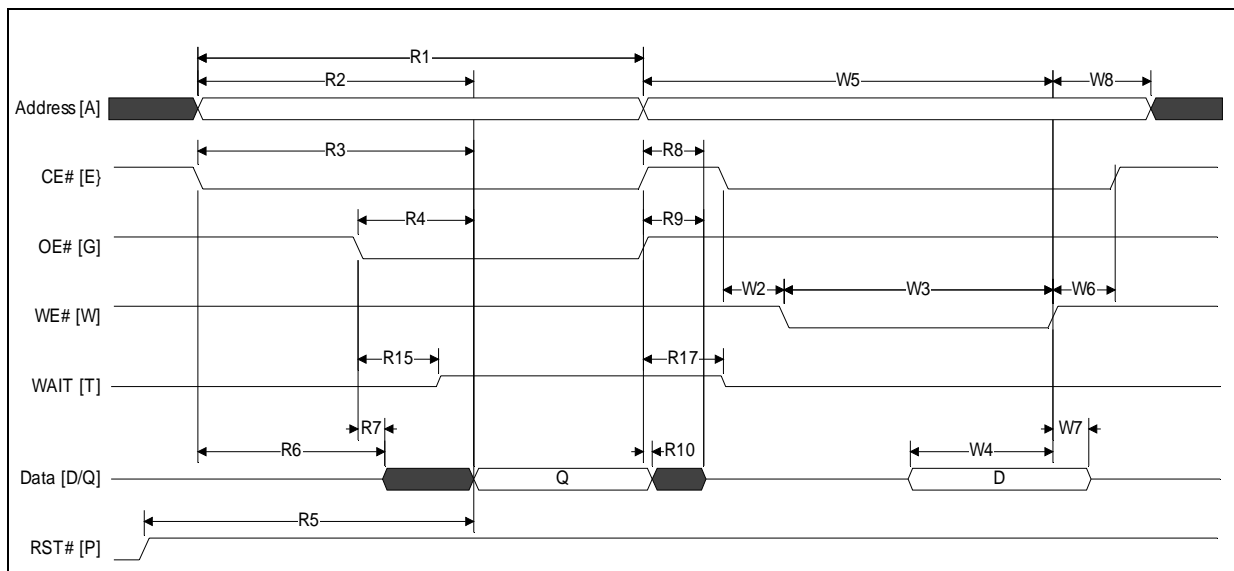 R1
R2
W5
W8
Address [A]
R3
R8
CE# [E}
R4
R9
OE# [G]
W2
W3
W6
WE# [W]
R15
R17
WAIT [T]
R7
W7
R6
R10
W4
Data [D/Q]
Q
D
R5
RST# [P]